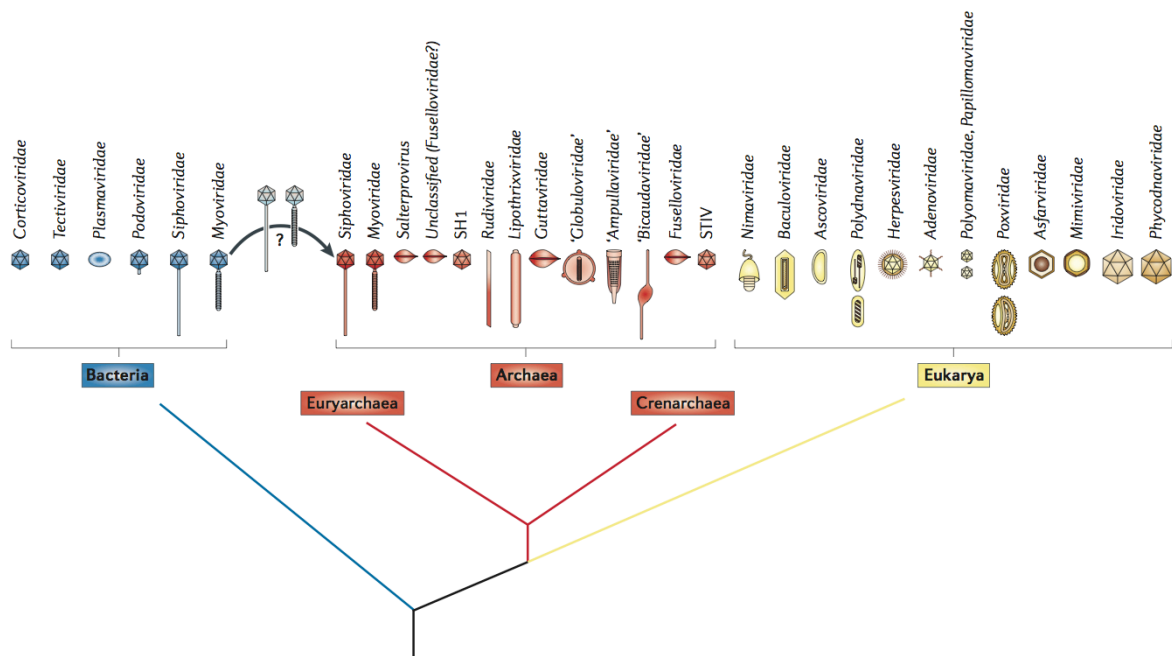 Corticoviridae
Tectiviridae
Plasmaviridae
Podoviridae
Siphoviridae
Myoviridae
?
Siphoviridae
Myoviridae
Salterprovirus
Unclassified (Fuselloviridae?)
SH1
Rudiviridae
Lipothrixviridae
Guttaviridae
‘Globuloviridae’
‘Ampullaviridae’
‘Bicaudaviridae’
Fuselloviridae
STIV
Nimaviridae
Baculoviridae
Ascoviridae
Polydnaviridae
Herpesviridae
Adenoviridae
Polyomaviridae, Papillomaviridae
Poxviridae
Asfarviridae
Mimiviridae
Iridoviridae
Phycodnaviridae
Bacteria
Archaea
Eukarya
Euryarchaea
Crenarchaea